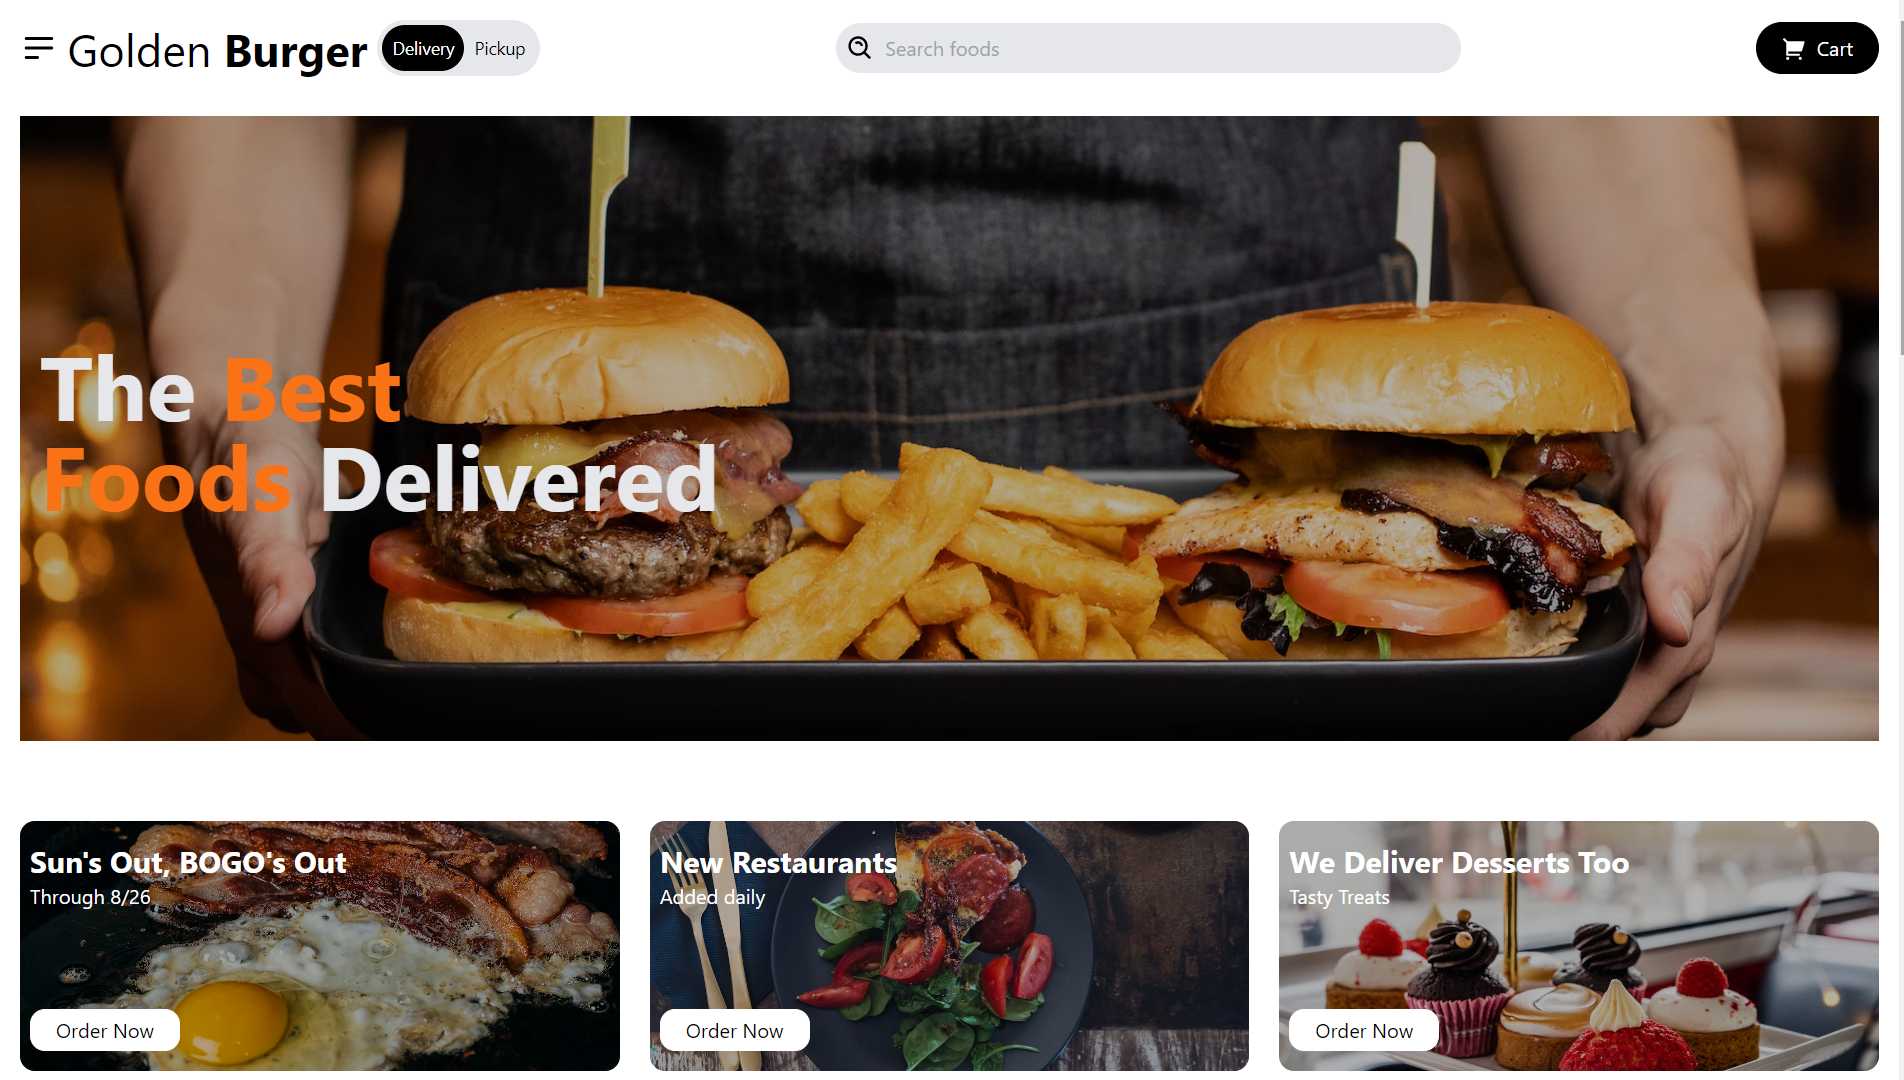 Golden Burger
Delivery Pickup
Search foods
Cart
The Best
Foods Delivered
Sun's Out, BOGO's Out
Through 8/26
Order Now
New Restaurants
Added daily
Order Now
We Deliver Desserts Too
Tasty Treats
Order Now